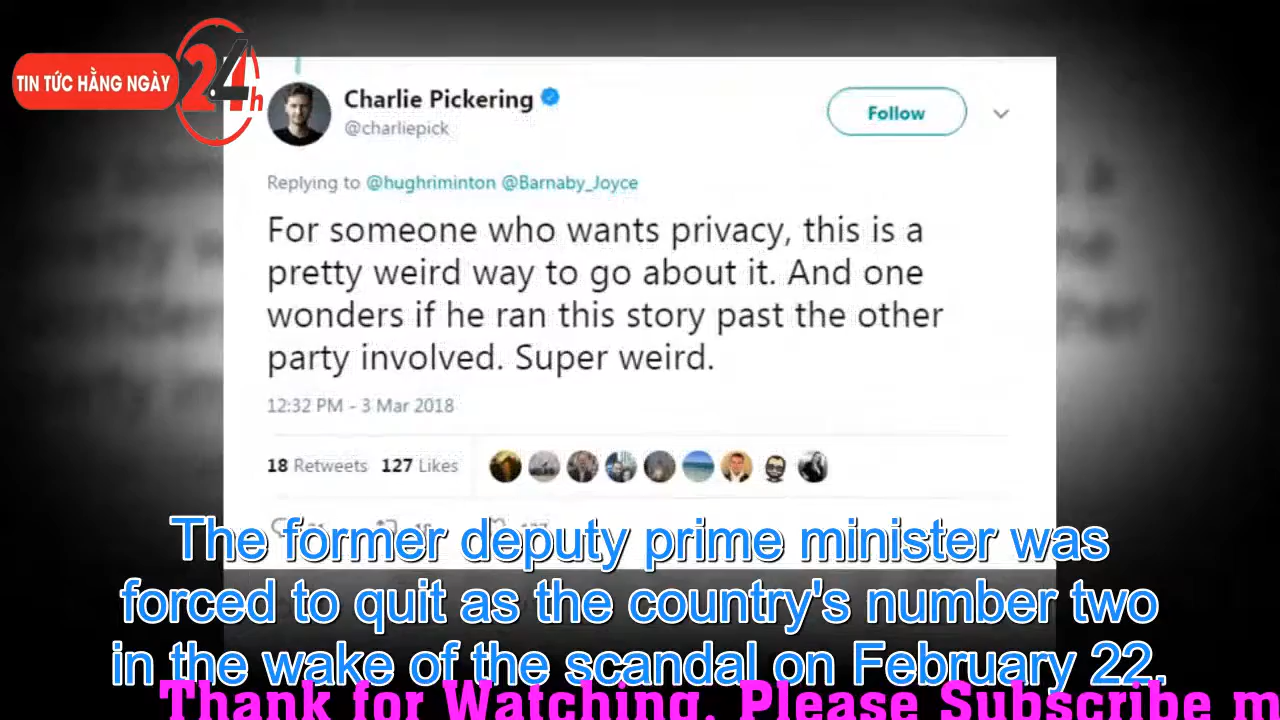 TIN TỨC HẰNG NGÀY
24h
Charlie Pickering
@charliepick
Follow
Replying to @hughriminton @Barnaby_Joyce
For someone who wants privacy, this is a
pretty weird way to go about it. And one
wonders if he ran this story past the other
party involved. Super weird.
12:32 PM - 3 Mar 2018
18 Retweets 127 Likes
The former deputy prime minister was
forced to quit as the country's number two
in the wake of the scandal on February 22.
Thank for Watching. Please Subscribe m